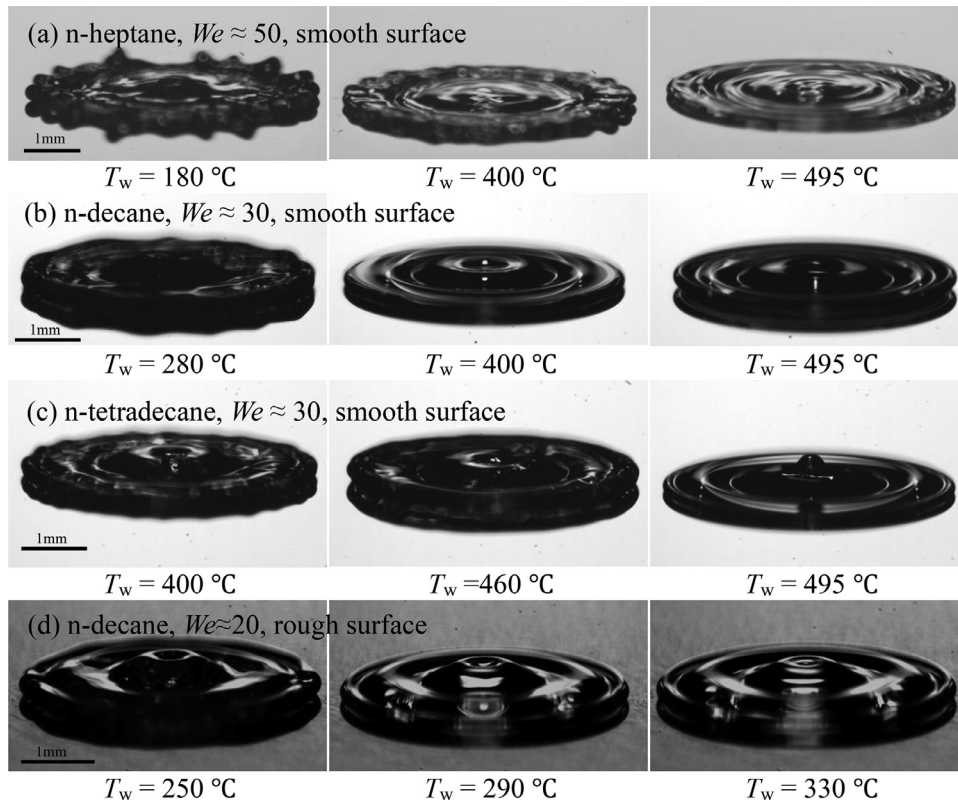 (a) n-heptane, We ≈ 50, smooth surface
1mm
Tw = 180 ℃
Tw = 400 ℃
Tw = 495 ℃
(b) n-decane, We ≈ 30, smooth surface
1mm
Tw = 280 ℃
Tw = 400 ℃
Tw = 495 ℃
(c) n-tetradecane, We ≈ 30, smooth surface
1mm
Tw = 400 ℃
Tw =460 ℃
Tw = 495 ℃
(d) n-decane, We≈20, rough surface
1mm
Tw = 250 ℃
Tw = 290 ℃
Tw = 330 ℃